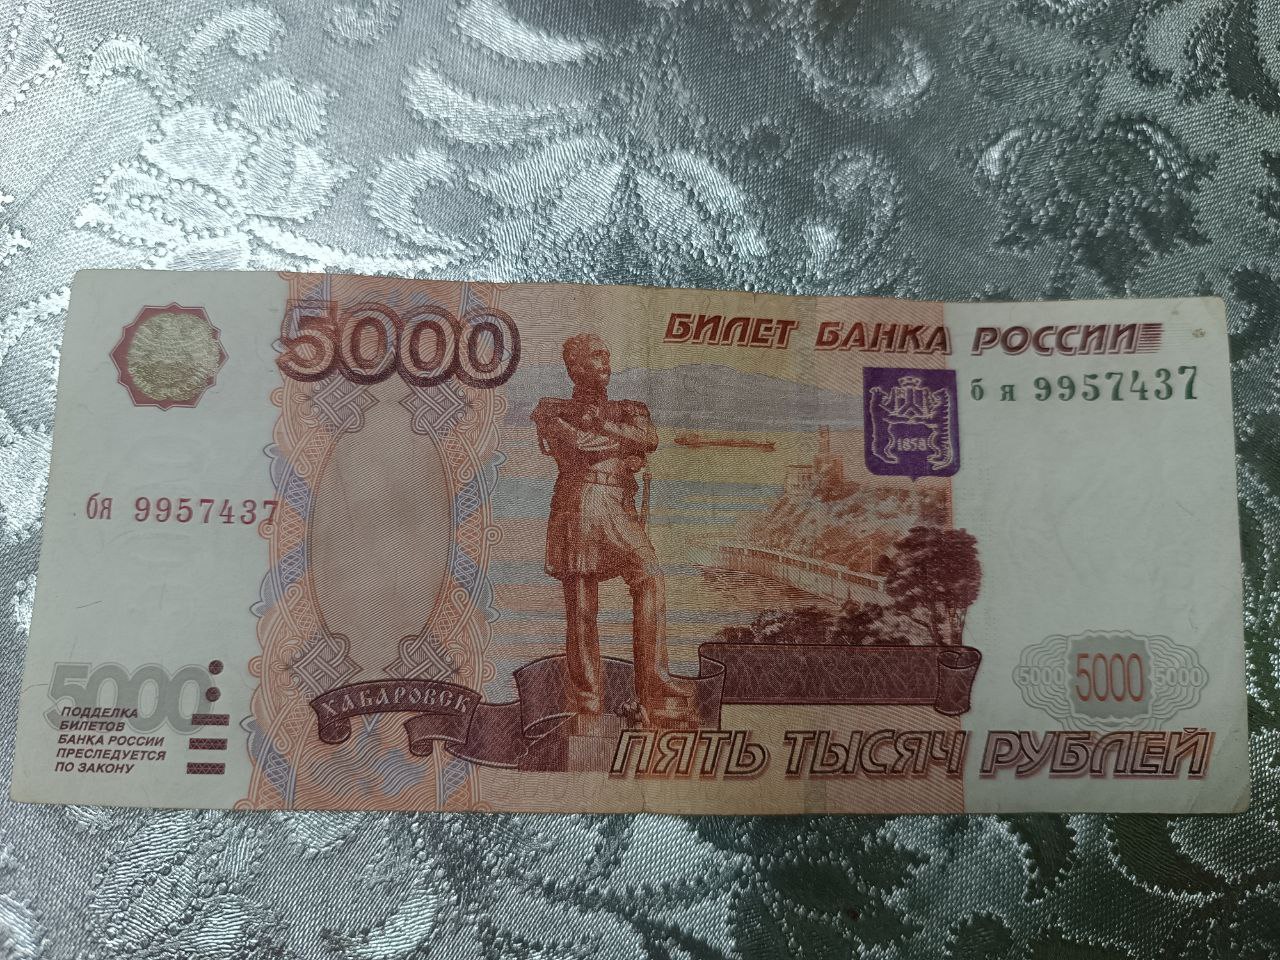 5000
БИЛЕТ БАНКА РОССИИ
бя 9957437
1858
бя 9957437
5000 5000 5000
5000
ХАБАРОВСК
ПОДДЕЛКА
БИЛЕТОВ
БАНКА РОССИИ
ПРЕСЛЕДУЕТСЯ
ПО ЗАКОНУ
ПЯТЬ ТЫСЯЧ РУБЛЕЙ